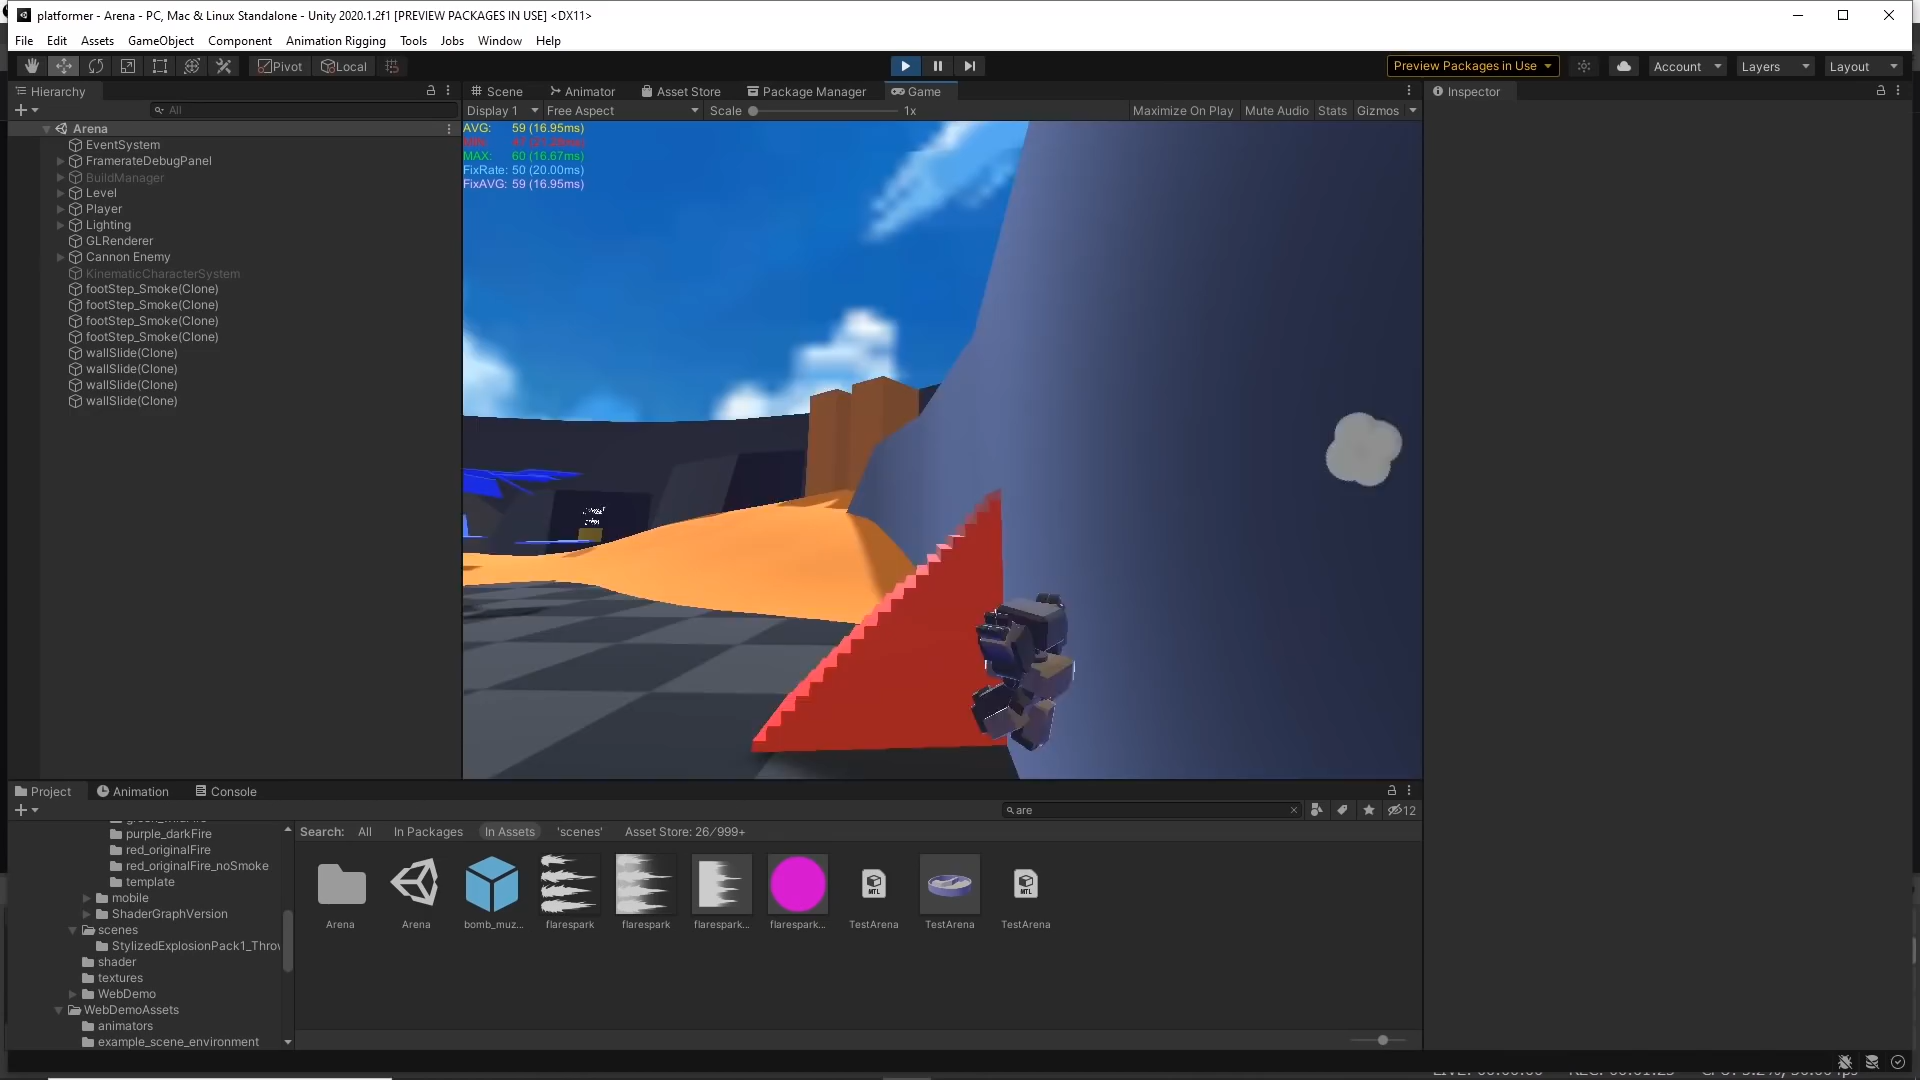 platformer - Arena - PC, Mac & Linux Standalone - Unity 2020.1.2f1 [PREVIEW PACKAGES IN USE] <DX11>
File Edit Assets GameObject Component Animation Rigging Tools Jobs Window Help
Pivot Local Preview Packages in Use Account Layers Layout
Hierarchy
All
Arena
EventSystem
FramerateDebugPanel
BuildManager
Level
Player
Lighting
GLRenderer
Cannon Enemy
KinematicCharacterSystem
footStep_Smoke(Clone)
footStep_Smoke(Clone)
footStep_Smoke(Clone)
footStep_Smoke(Clone)
wallSlide(Clone)
wallSlide(Clone)
wallSlide(Clone)
wallSlide(Clone)
Scene Animator Asset Store Package Manager Game
Display 1 Free Aspect Scale 1x Maximize On Play Mute Audio Stats Gizmos
AVG: 59 (16.95ms)
MAX: 60 (16.67ms)
FixRate: 50 (20.00ms)
FixAVG: 59 (16.95ms)
Inspector
Project Animation Console
are
12
purple_darkFire
red_originalFire
red_originalFire_noSmoke
template
mobile
ShaderGraphVersion
scenes
StylizedExplosionPack1_Throw
shader
textures
WebDemo
WebDemoAssets
animators
example_scene_environment
Search: All In Packages In Assets 'scenes' Asset Store: 26/999+
MTL
MTL
Arena
Arena
bomb_muz...
flarespark
flarespark
flarespark...
flarespark...
TestArena
TestArena
TestArena